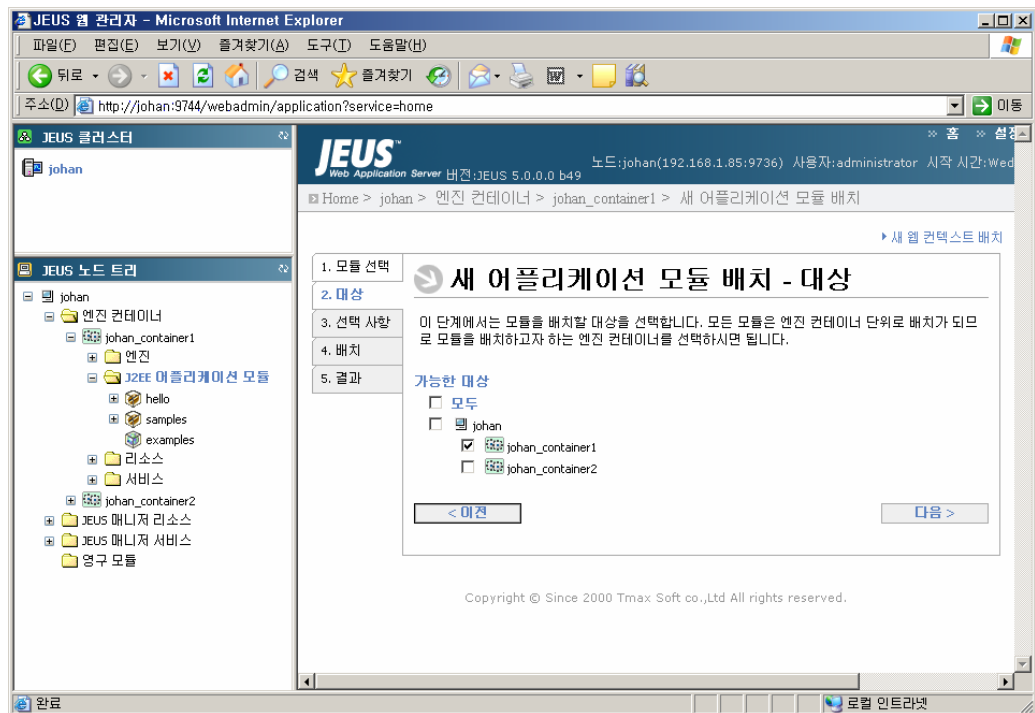 JEUS 웹 관리자 - Microsoft Internet Explorer
파일(F) 편집(E) 보기(V) 즐겨찾기(A) 도구(T) 도움말(H)
뒤로 검색 즐겨찾기
주소(D) http://johan:9744/webadmin/application?service=home 이동
JEUS 클러스터
johan
JEUS 노드 트리
johan
엔진 컨테이너
johan_container1
엔진
J2EE 어플리케이션 모듈
hello
samples
examples
리소스
서비스
johan_container2
JEUS 매니저 리소스
JEUS 매니저 서비스
영구 모듈
» 홈 » 설정
JEUS™
Web Application Server 버전:JEUS 5.0.0.0 b49
노드:johan(192.168.1.85:9736) 사용자:administrator 시작 시간:Wed
Home > johan > 엔진 컨테이너 > johan_container1 > 새 어플리케이션 모듈 배치
새 웹 컨텍스트 배치
1. 모듈 선택
2. 대상
3. 선택 사항
4. 배치
5. 결과
새 어플리케이션 모듈 배치 - 대상
이 단계에서는 모듈을 배치할 대상을 선택합니다. 모든 모듈은 엔진 컨테이너 단위로 배치가 되므
로 모듈을 배치하고자 하는 엔진 컨테이너를 선택하시면 됩니다.
가능한 대상
모두
johan
johan_container1
johan_container2
< 이전 다음 >
Copyright © Since 2000 Tmax Soft co.,Ltd All rights reserved.
완료 로컬 인트라넷